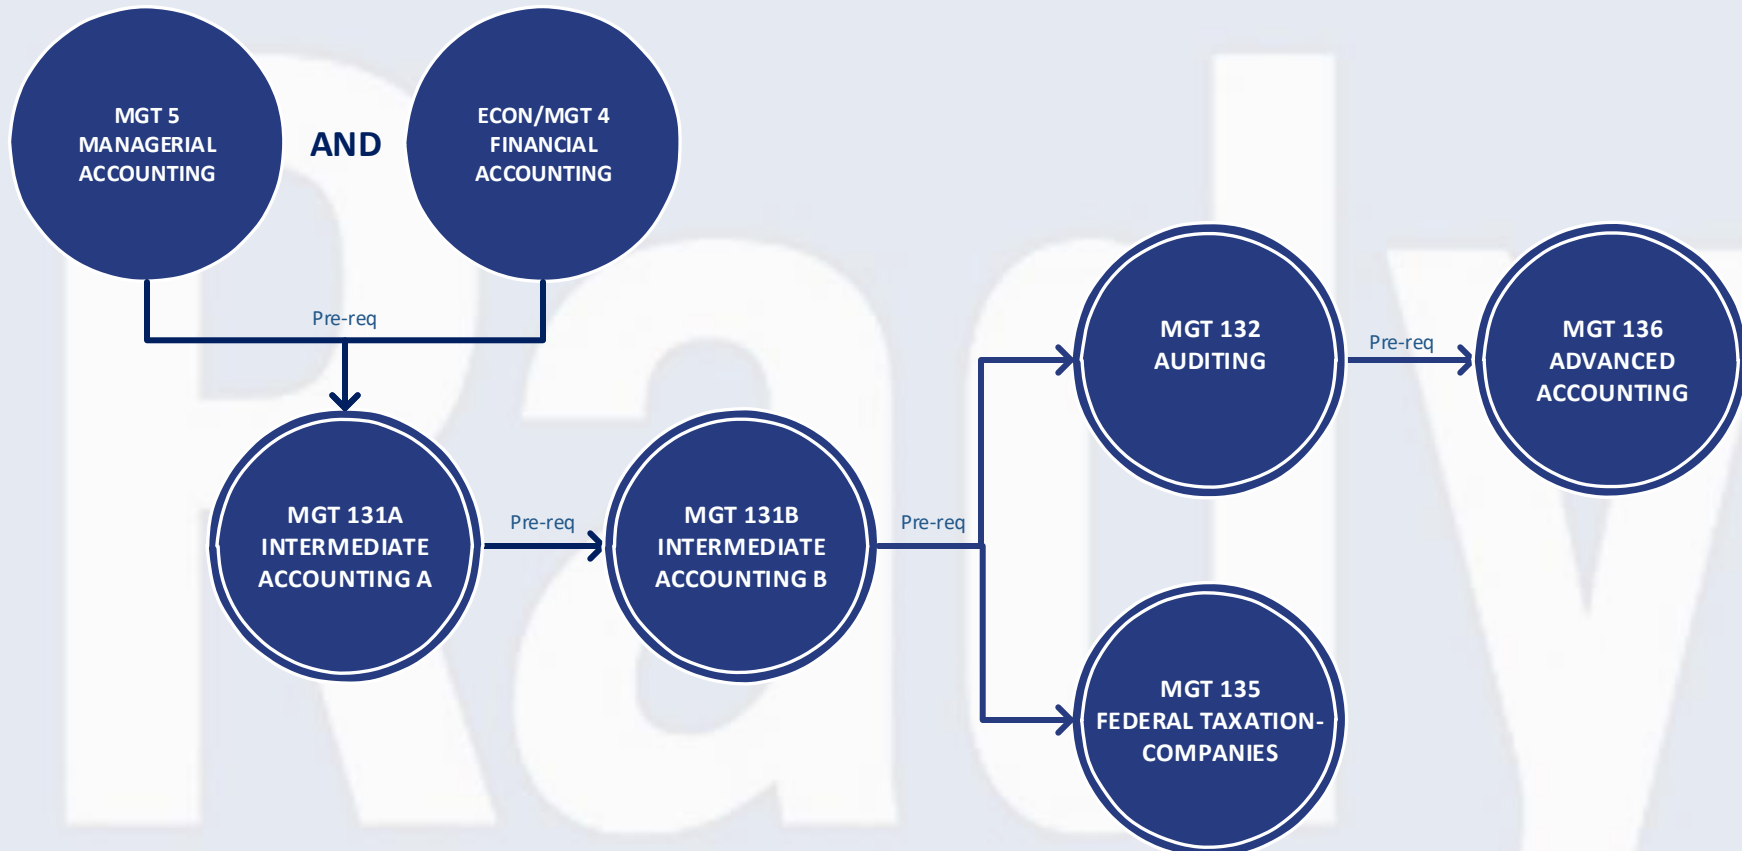 MGT 5
MANAGERIAL
ACCOUNTING
AND
ECON/MGT 4
FINANCIAL
ACCOUNTING
Pre-req
MGT 131A
INTERMEDIATE
ACCOUNTING A
Pre-req
MGT 131B
INTERMEDIATE
ACCOUNTING B
Pre-req
MGT 132
AUDITING
Pre-req
MGT 136
ADVANCED
ACCOUNTING
MGT 135
FEDERAL TAXATION-
COMPANIES
Rady